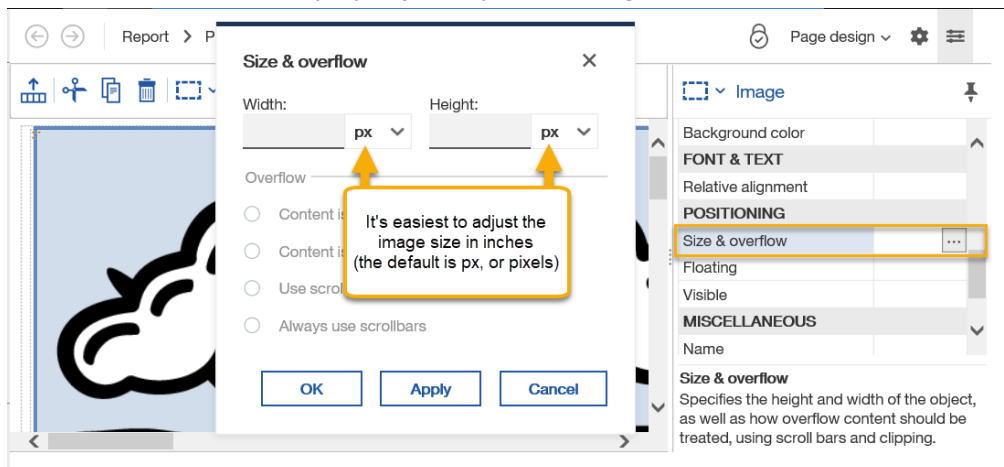 Report > P
Page design
Size & overflow
Width:
Height:
px
px
Overflow
Content
Content
Use
Always use scrollbars
It's easiest to adjust the
image size in inches
(the default is px, or pixels)
OK
Apply
Cancel
Image
Background color
FONT & TEXT
Relative alignment
POSITIONING
Size & overflow
...
Floating
Visible
MISCELLANEOUS
Name
Size & overflow
Specifies the height and width of the object,
as well as how overflow content should be
treated, using scroll bars and clipping.